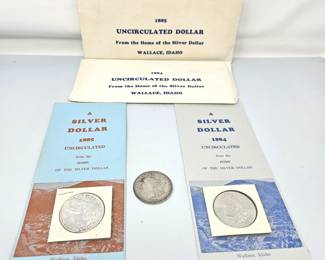 1885
UNCIRCULATED DOLLAR
From the Home of the Silver Dollar
WALLACE, IDAHO
1884
UNCIRCULATED DOLLAR
From the Home of the Silver Dollar
WALLACE, IDAHO
A
SILVER
DOLLAR
1885
UNCIRCULATED
from the
HOME
OF THE SILVER DOLLAR
Wallace, Idaho
A
SILVER
DOLLAR
1884
UNCIRCULATED
from the
HOME
OF THE SILVER DOLLAR
Wallace, Idaho